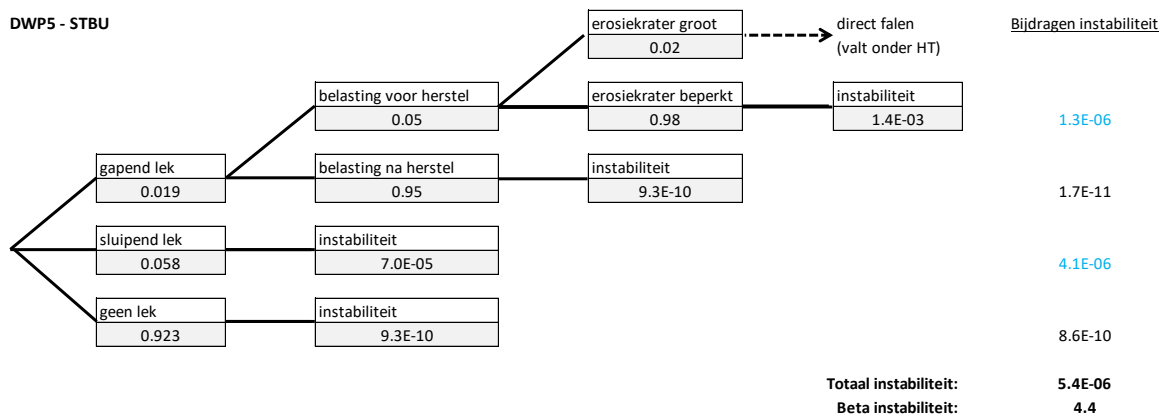 DWP5 - STBU
erosiekrater groot
0.02
direct falen
(valt onder HT)
Bijdragen instabiliteit
belasting voor herstel
0.05
erosiekrater beperkt
0.98
instabiliteit
1.4E-03
1.3E-06
gapend lek
0.019
belasting na herstel
0.95
instabiliteit
9.3E-10
1.7E-11
sluipend lek
0.058
instabiliteit
7.0E-05
4.1E-06
geen lek
0.923
instabiliteit
9.3E-10
8.6E-10
Totaal instabiliteit: 5.4E-06
Beta instabiliteit: 4.4